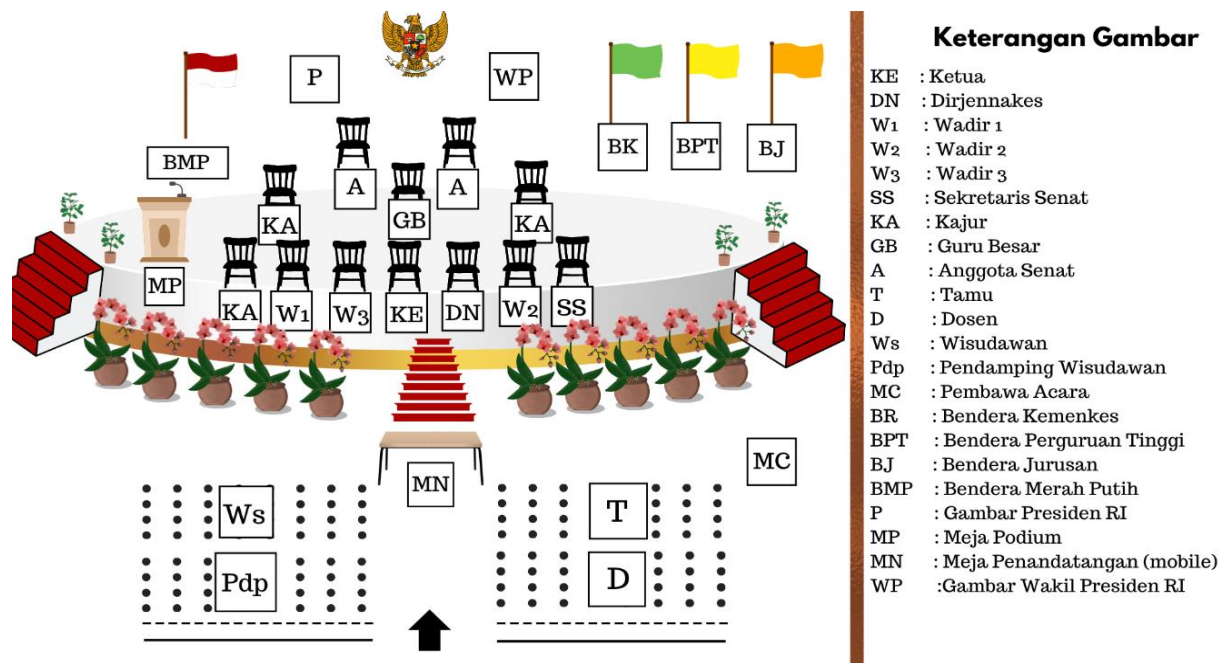 P
WP
BMP
BK
BPT
BJ
A
A
KA
GB
KA
MP
KA
W1
W3
KE
DN
W2
SS
MN
MC
Ws
T
Pdp
D
Keterangan Gambar
KE : Ketua
DN : Dirjennakes
W1 : Wadir 1
W2 : Wadir 2
W3 : Wadir 3
SS : Sekretaris Senat
KA : Kajur
GB : Guru Besar
A : Anggota Senat
T : Tamu
D : Dosen
Ws : Wisudawan
Pdp : Pendamping Wisudawan
MC : Pembawa Acara
BR : Bendera Kemenkes
BPT : Bendera Perguruan Tinggi
BJ : Bendera Jurusan
BMP : Bendera Merah Putih
P : Gambar Presiden RI
MP : Meja Podium
MN : Meja Penandatangan (mobile)
WP :Gambar Wakil Presiden RI